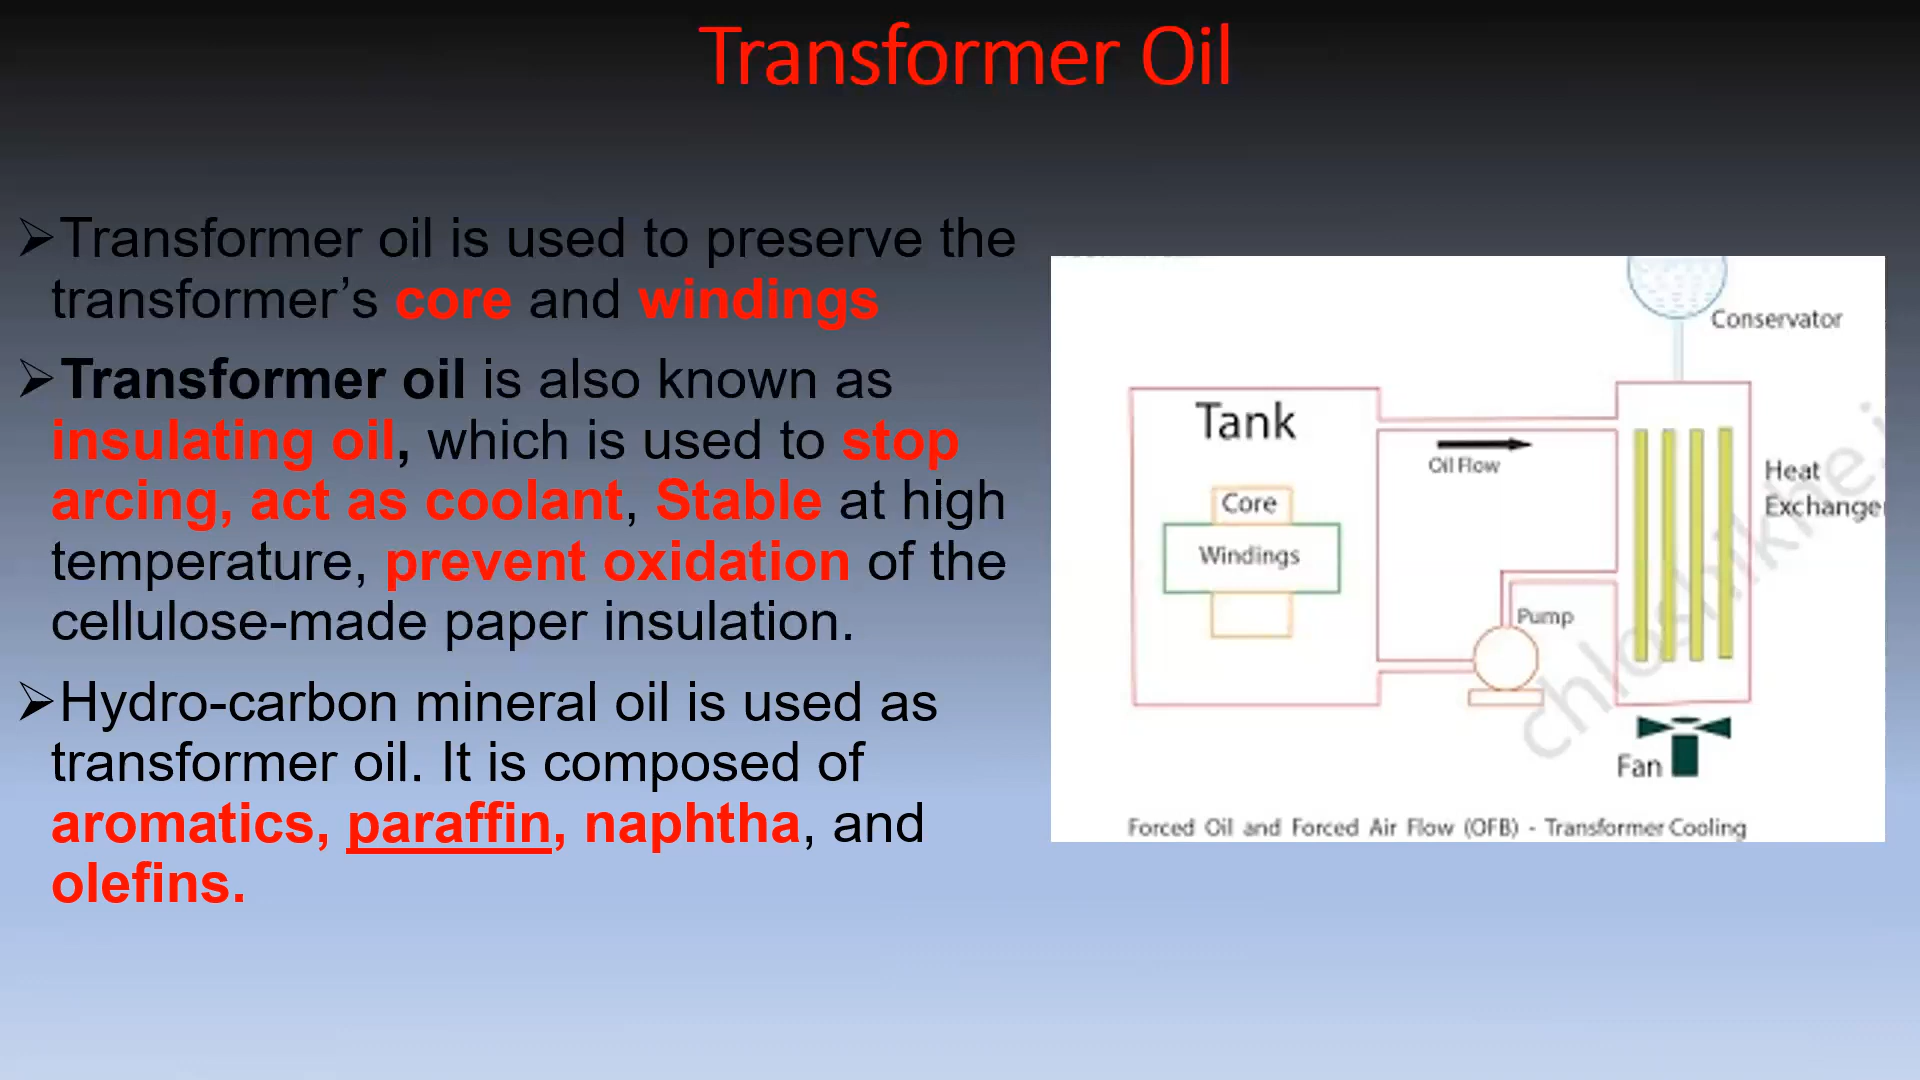 Transformer Oil
➢Transformer oil is used to preserve the
transformer’s core and windings
➢Transformer oil is also known as
insulating oil, which is used to stop
arcing, act as coolant, Stable at high
temperature, prevent oxidation of the
cellulose-made paper insulation.
➢Hydro-carbon mineral oil is used as
transformer oil. It is composed of
aromatics, paraffin, naphtha, and
olefins.
Conservator
Tank
Oil Flow
Heat
Exchange
Core
Windings
Pump
Fan
Forced Oil and Forced Air Flow (OFB) - Transformer Cooling